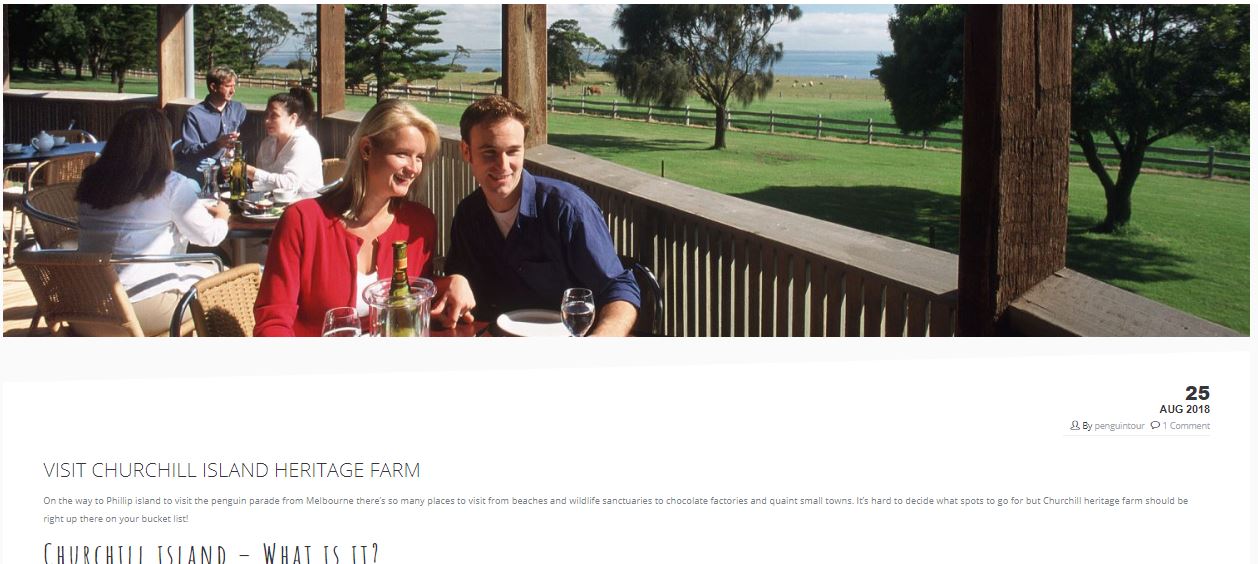 25
AUG 2018
By penguintour 1 Comment
VISIT CHURCHILL ISLAND HERITAGE FARM
On the way to Phillip island to visit the penguin parade from Melbourne there's so many places to visit from beaches and wildlife sanctuaries to chocolate factories and quaint small towns. It's hard to decide what spots to go for but Churchill heritage farm should be
right up there on your bucket list!
Churchill island – What is it?